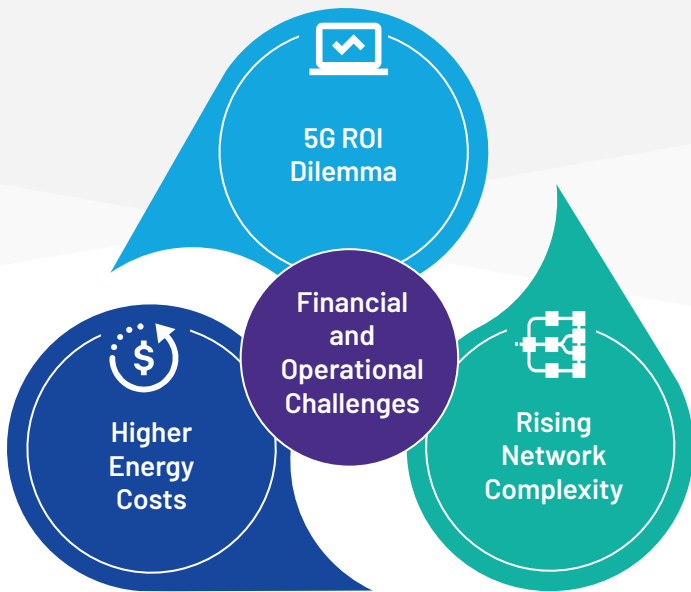 5G ROI
Dilemma
Financial
and
Operational
Challenges
$
Higher
Energy
Costs
Rising
Network
Complexity